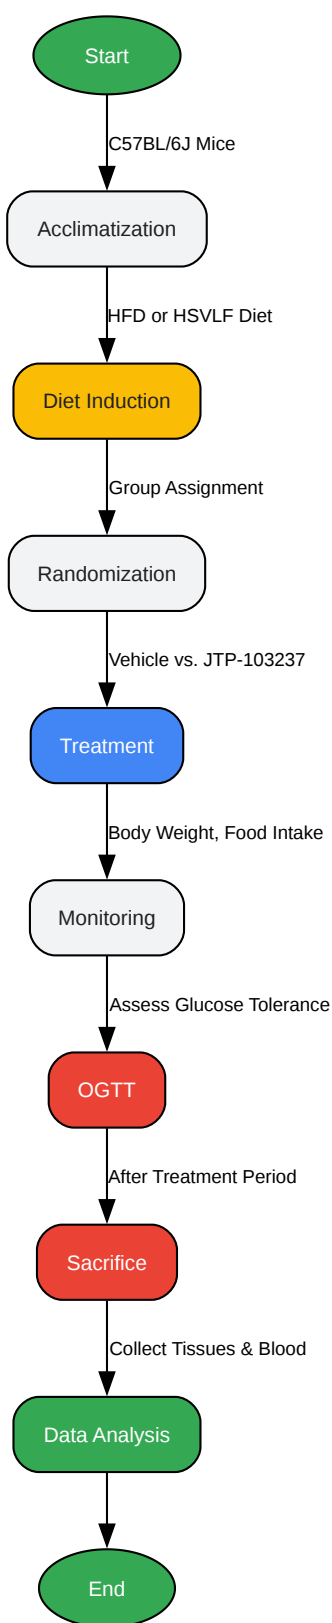 Start
C57BL/6J Mice
Acclimatization
HFD or HSVLF Diet
Diet Induction
Group Assignment
Randomization
Vehicle vs. JTP-103237
Treatment
Body Weight, Food Intake
Monitoring
Assess Glucose Tolerance
OGTT
After Treatment Period
Sacrifice
Collect Tissues & Blood
Data Analysis
End